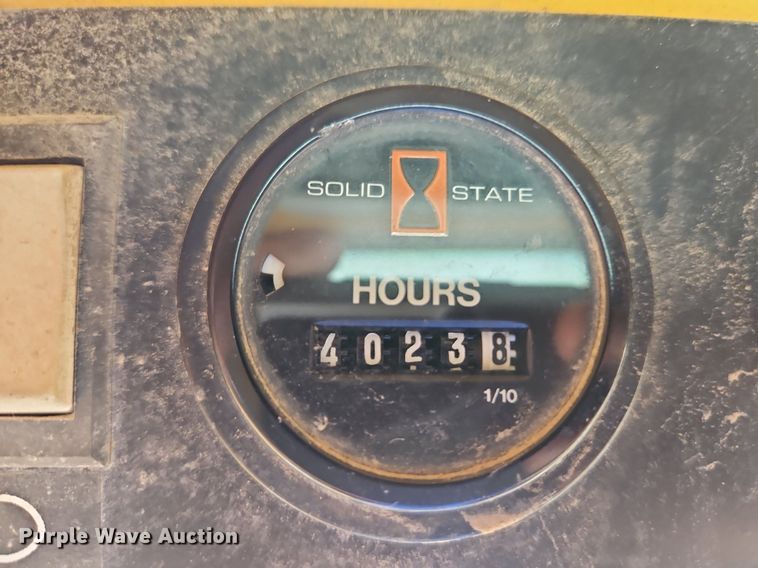 SOLID STATE
HOURS
40238
1/10
Purple Wave Auction